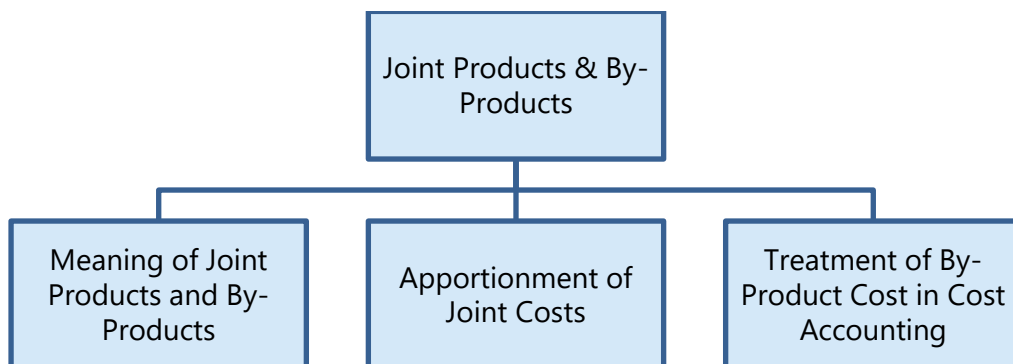 Joint Products & By-
Products
Meaning of Joint
Products and By-
Products
Apportionment of
Joint Costs
Treatment of By-
Product Cost in Cost
Accounting